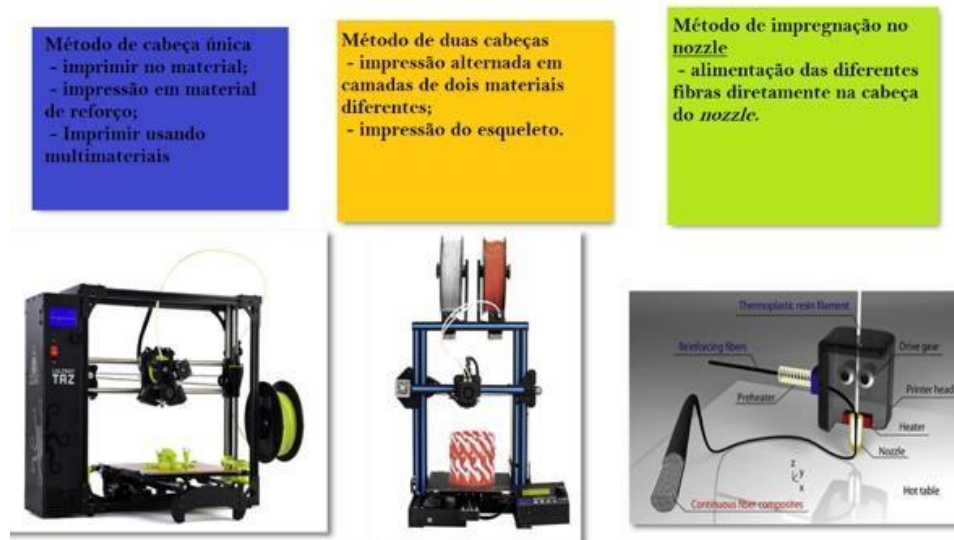 Método de cabeça única
- imprimir no material;
- impressão em material
de reforço;
- Imprimir usando
multimateriais
Método de duas cabeças
- impressão alternada em
camadas de dois materiais
diferentes;
- impressão do esqueleto.
Método de impregnação no
nozzle
- alimentação das diferentes
fibras diretamente na cabeça
do nozzle.
TAZ
Thermoplastic resin filament
Reinforcing fibers
Drive gear
Preheater
Printer head
Heater
Nozzle
z
y
x
Hot table
Continuous fiber composites